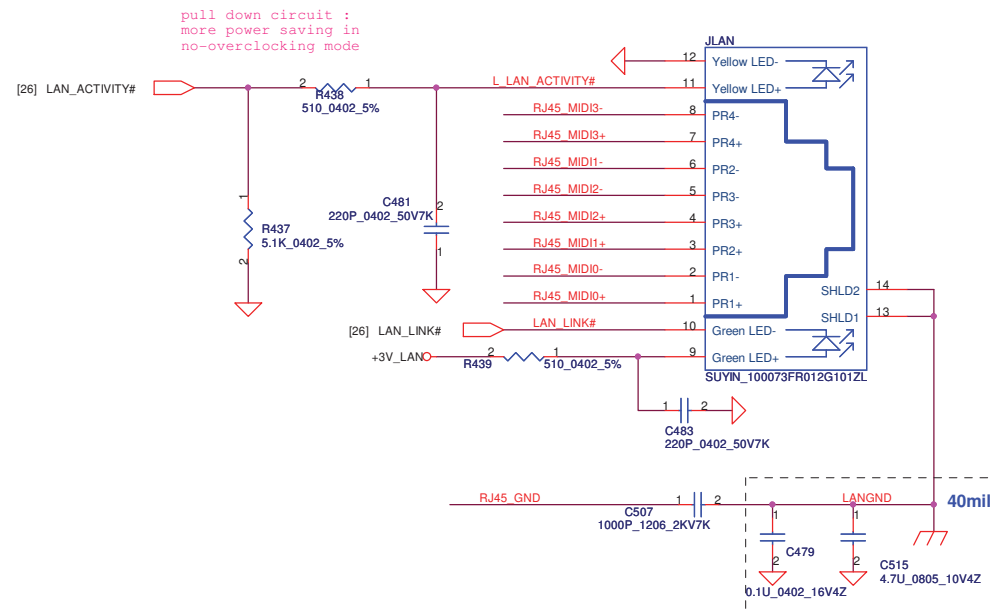 pull down circuit :
more power saving in
no-overclocking mode
JLAN
12 Yellow LED-
[26] LAN_ACTIVITY# 2 1 L_LAN_ACTIVITY# 11 Yellow LED+
R438
510_0402_5%
RJ45_MIDI3- 8 PR4-
RJ45_MIDI3+ 7 PR4+
RJ45_MIDI1- 6 PR2-
RJ45_MIDI2- 5 PR3-
RJ45_MIDI2+ 4 PR3+
RJ45_MIDI1+ 3 PR2+
RJ45_MIDI0- 2 PR1-
RJ45_MIDI0+ 1 PR1+
1
R437
5.1K_0402_5%
2
C481 2
220P_0402_50V7K
1
SHLD2 14
SHLD1 13
[26] LAN_LINK# LAN_LINK# 10 Green LED-
+3V_LAN 2 1 9 Green LED+
R439 510_0402_5%
SUYIN_100073FR012G101ZL
1 2
C483
220P_0402_50V7K
RJ45_GND 1 2 LANGND 40mil
C507
1000P_1206_2KV7K
1 1
C479
2 2
0.1U_0402_16V4Z
C515
4.7U_0805_10V4Z